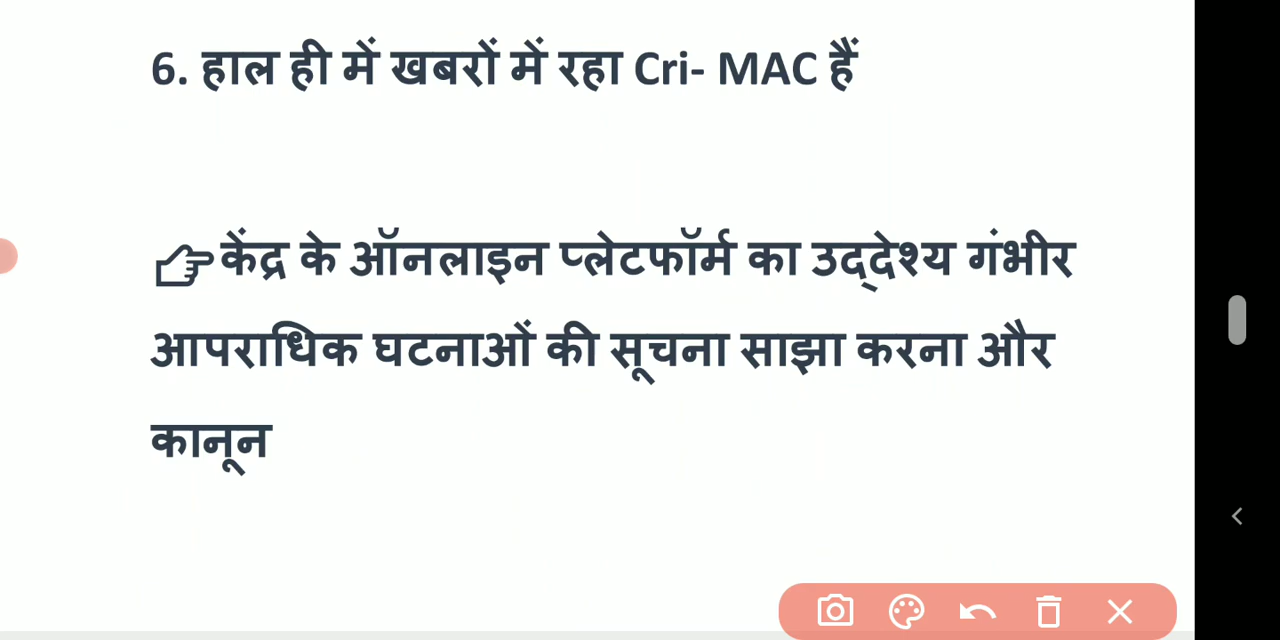 6. हाल ही में खबरों में रहा Cri- MAC हैं
👉केंद्र के ऑनलाइन प्लेटफॉर्म का उद्देश्य गंभीर
आपराधिक घटनाओं की सूचना साझा करना और
कानून